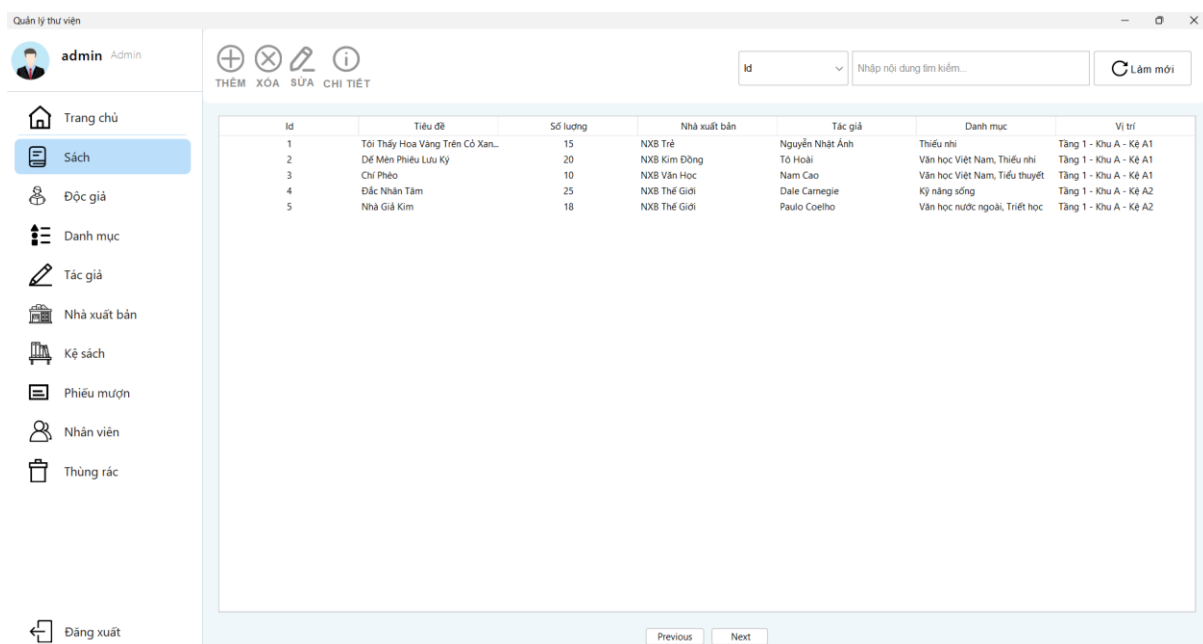 Quản lý thư viện
admin Admin
THÊM XÓA SỬA CHI TIẾT
Id Nhập nội dung tìm kiếm... Làm mới
Trang chủ
Sách
Độc giả
Danh mục
Tác giả
Nhà xuất bản
Kệ sách
Phiếu mượn
Nhân viên
Thùng rác
Đăng xuất
Id Tiêu đề Số lượng Nhà xuất bản Tác giả Danh mục Vị trí
1 Tôi Thấy Hoa Vàng Trên Cỏ Xan... 15 NXB Trẻ Nguyễn Nhật Ánh Thiếu nhi Tầng 1 - Khu A - Kệ A1
2 Dế Mèn Phiêu Lưu Ký 20 NXB Kim Đồng Tô Hoài Văn học Việt Nam, Thiếu nhi Tầng 1 - Khu A - Kệ A1
3 Chí Phèo 10 NXB Văn Học Nam Cao Văn học Việt Nam, Tiểu thuyết Tầng 1 - Khu A - Kệ A1
4 Đắc Nhân Tâm 25 NXB Thế Giới Dale Carnegie Kỹ năng sống Tầng 1 - Khu A - Kệ A2
5 Nhà Giả Kim 18 NXB Thế Giới Paulo Coelho Văn học nước ngoài, Triết học Tầng 1 - Khu A - Kệ A2
Previous Next